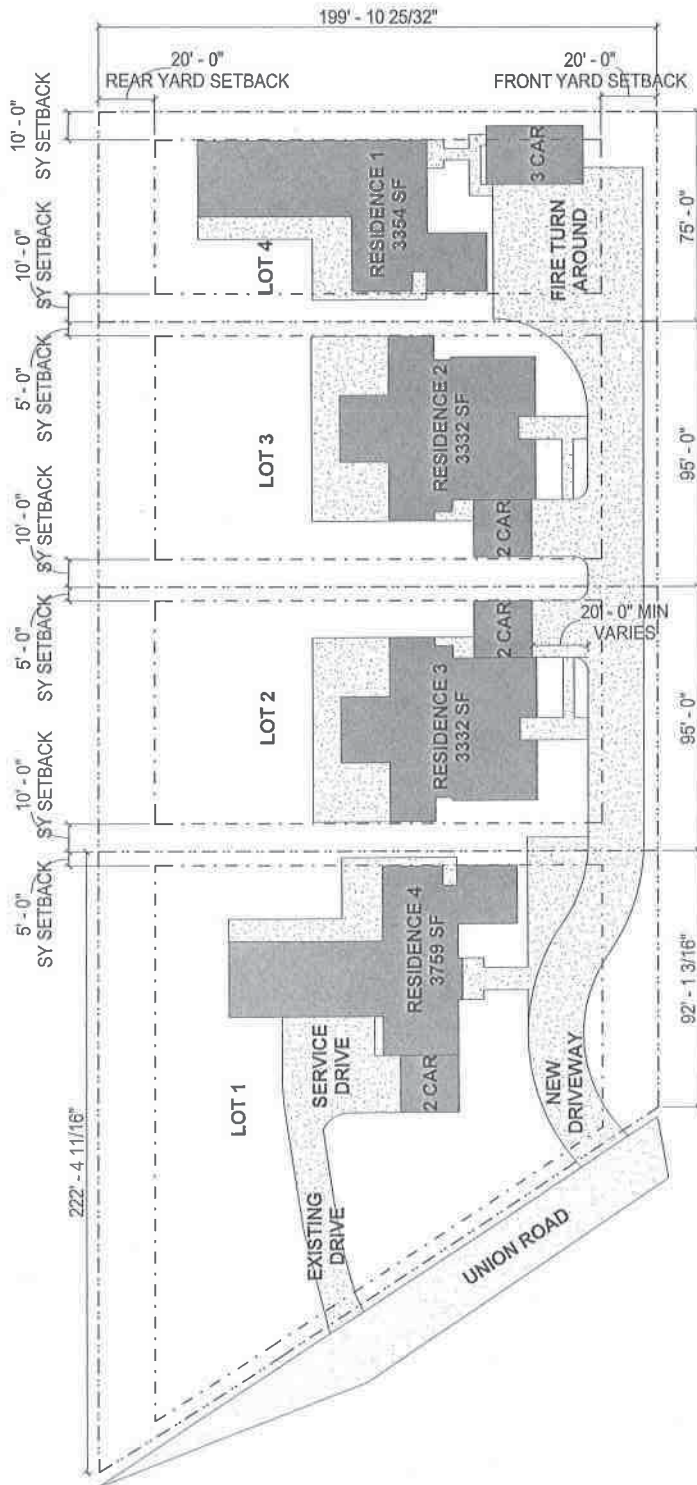 199' - 10 25/32"
20' - 0"
REAR YARD SETBACK
20' - 0"
FRONT YARD SETBACK
10' - 0"
SY SETBACK
10' - 0"
SY SETBACK
5' - 0"
SY SETBACK
10' - 0"
SY SETBACK
5' - 0"
SY SETBACK
10' - 0"
SY SETBACK
5' - 0"
SY SETBACK
222' - 4 11/16"
LOT 4
RESIDENCE 1
3354 SF
3 CAR
FIRE TURN
AROUND
75' - 0"
LOT 3
RESIDENCE 2
3332 SF
2 CAR
95' - 0"
LOT 2
RESIDENCE 3
3332 SF
2 CAR
20' - 0" MIN
VARIES
95' - 0"
LOT 1
RESIDENCE 4
3759 SF
2 CAR
SERVICE
DRIVE
EXISTING
DRIVE
NEW
DRIVEWAY
92' - 1 3/16"
UNION ROAD